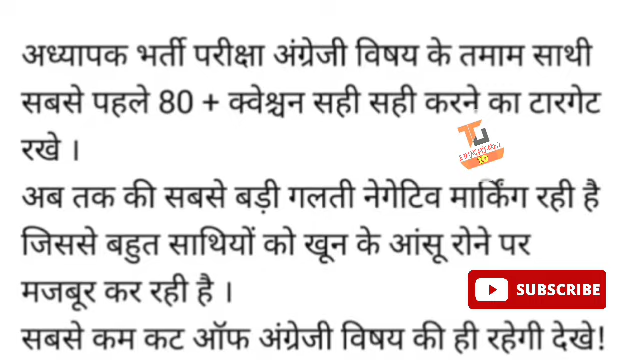 अध्यापक भर्ती परीक्षा अंग्रेजी विषय के तमाम साथी
सबसे पहले 80 + क्वेश्चन सही सही करने का टारगेट
रखे ।
अब तक की सबसे बड़ी गलती नेगेटिव मार्किंग रही है
जिससे बहुत साथियों को खून के आंसू रोने पर
मजबूर कर रही है ।
SUBSCRIBE
सबसे कम कट ऑफ अंग्रेजी विषय की ही रहेगी देखे!